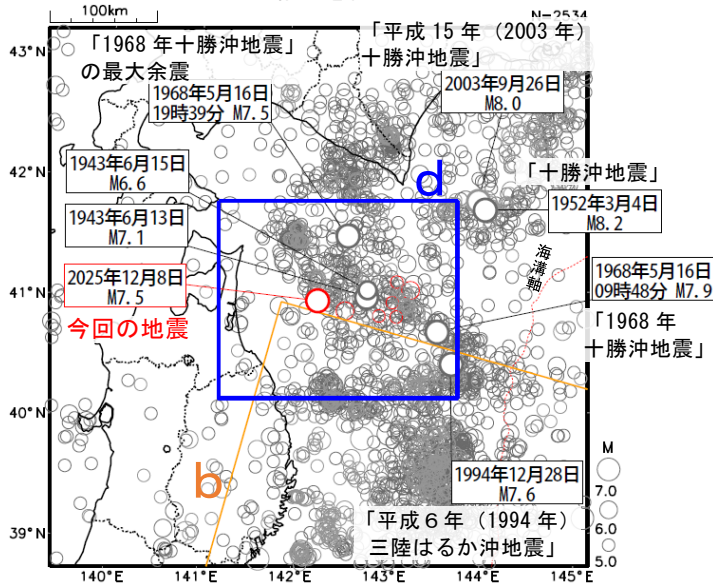 100km
N=2534
43°N
42°N
41°N
40°N
39°N
「1968 年十勝沖地震」
の最大余震
1968年5月16日
19時39分 M7.5
「平成 15 年（2003 年）
十勝沖地震」
2003年9月26日
M8.0
1943年6月15日
M6.6
d
「十勝沖地震」
1952年3月4日
M8.2
1943年6月13日
M7.1
海溝軸
2025年12月8日
M7.5
今回の地震
1968年5月16日
09時48分 M7.9
「1968 年
十勝沖地震」
b
1994年12月28日
M7.6
「平成６年（1994 年）
三陸はるか沖地震」
M
7.0
6.0
5.0
140°E
141°E
142°E
143°E
144°E
145°E